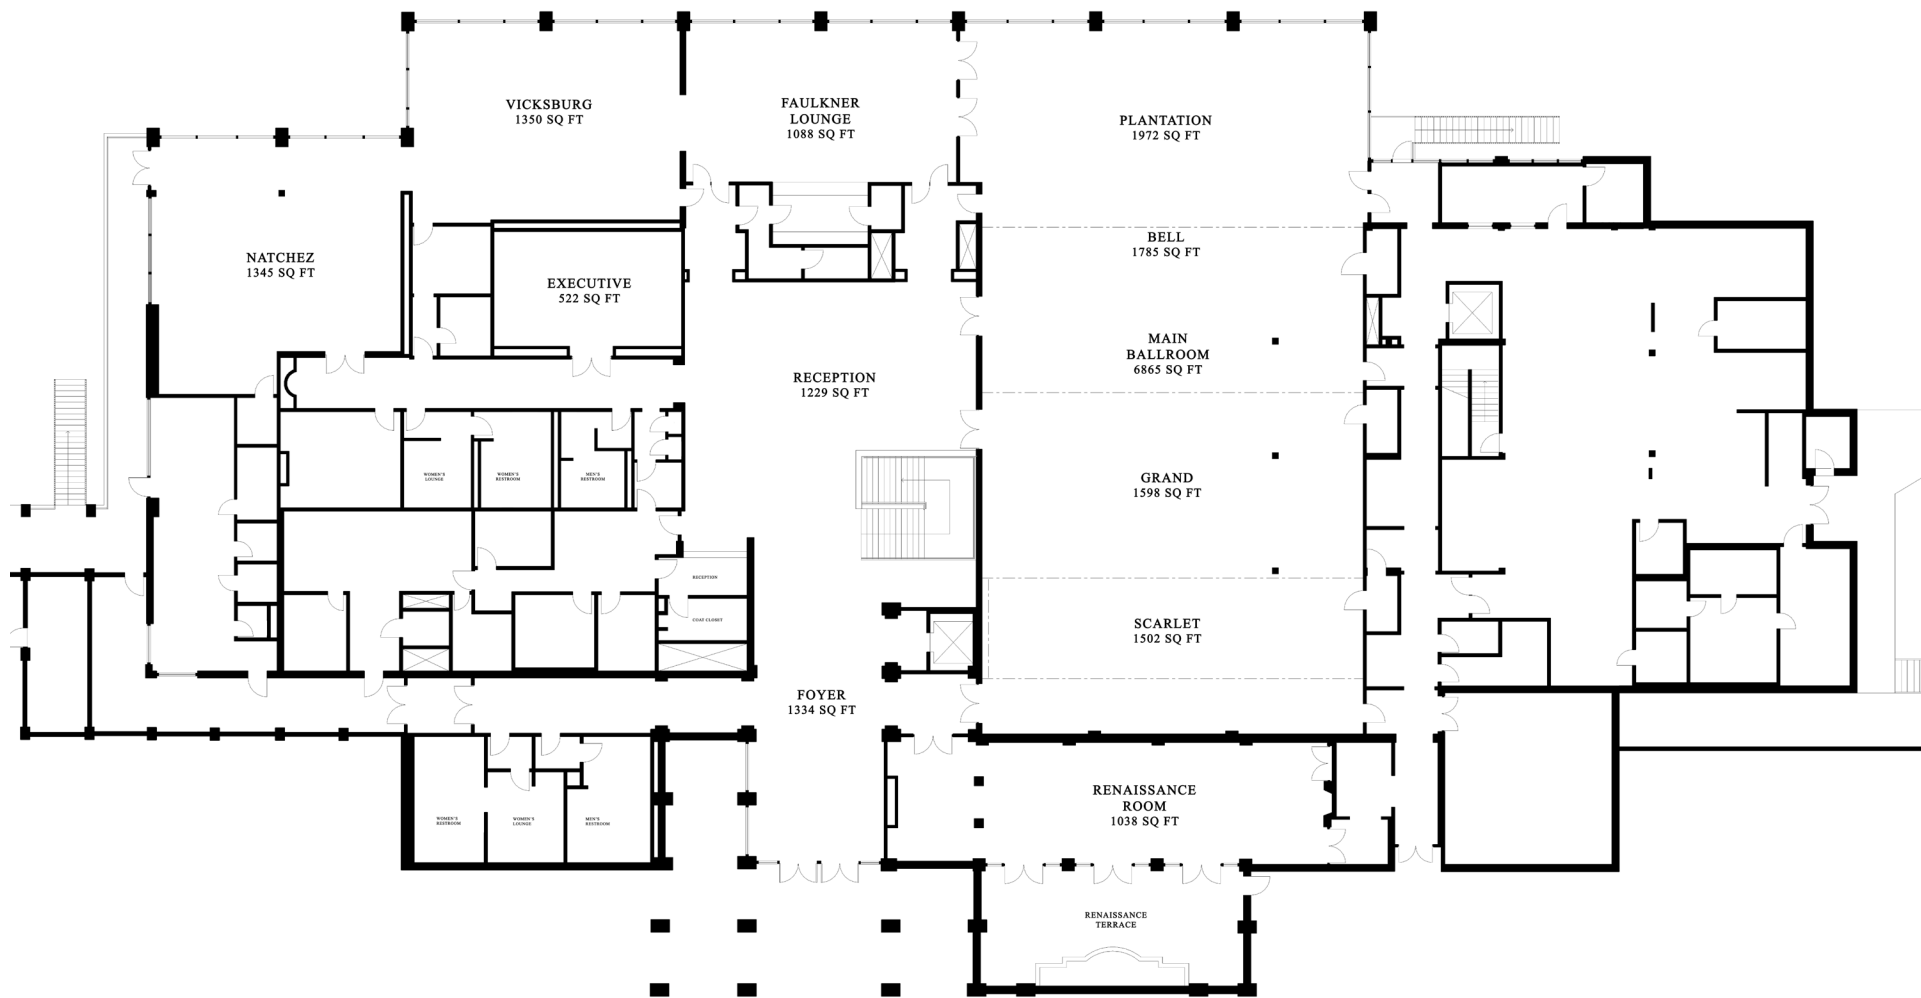 VICKSBURG
1350 SQ FT
FAULKNER
LOUNGE
1088 SQ FT
PLANTATION
1972 SQ FT
NATCHEZ
1345 SQ FT
EXECUTIVE
522 SQ FT
BELL
1785 SQ FT
MAIN
BALLROOM
6865 SQ FT
RECEPTION
1229 SQ FT
WOMEN'S
LOUNGE
WOMEN'S
RESTROOM
MEN'S
RESTROOM
GRAND
1598 SQ FT
RECEPTION
COAT CLOSET
SCARLET
1502 SQ FT
FOYER
1334 SQ FT
WOMEN'S
RESTROOM
WOMEN'S
LOUNGE
MEN'S
RESTROOM
RENAISSANCE
ROOM
1038 SQ FT
RENAISSANCE
TERRACE